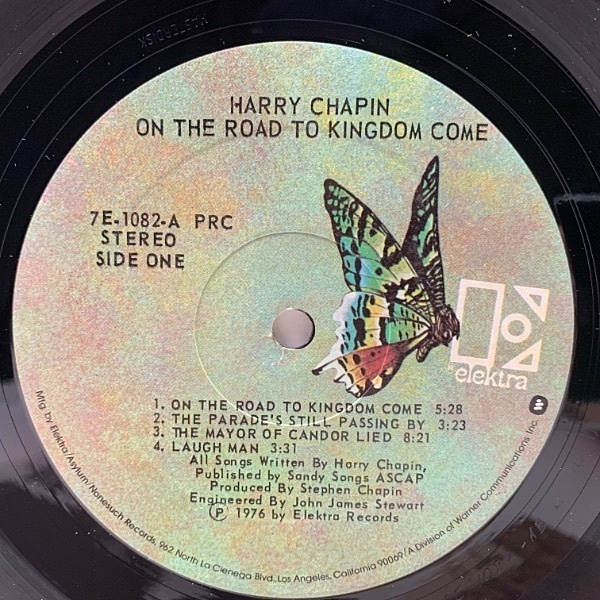 MASTERDISK
HARRY CHAPIN
ON THE ROAD TO KINGDOM COME
7E-1082-A PRC
STEREO
SIDE ONE
elektra
1. ON THE ROAD TO KINGDOM COME 5:28
2. THE PARADE'S STILL PASSING BY 3:23
3. THE MAYOR OF CANDOR LIED 8:21
4. LAUGH MAN 3:31
All Songs Written By Harry Chapin,
Published by Sandy Songs ASCAP
Produced By Stephen Chapin
Engineered By John James Stewart
Ⓟ 1976 by Elektra Records
Mfg. by Elektra/Asylum/Nonesuch Records, 962 North La Cienega Blvd., Los Angeles, California 90069/A Division of Warner Communications Inc.